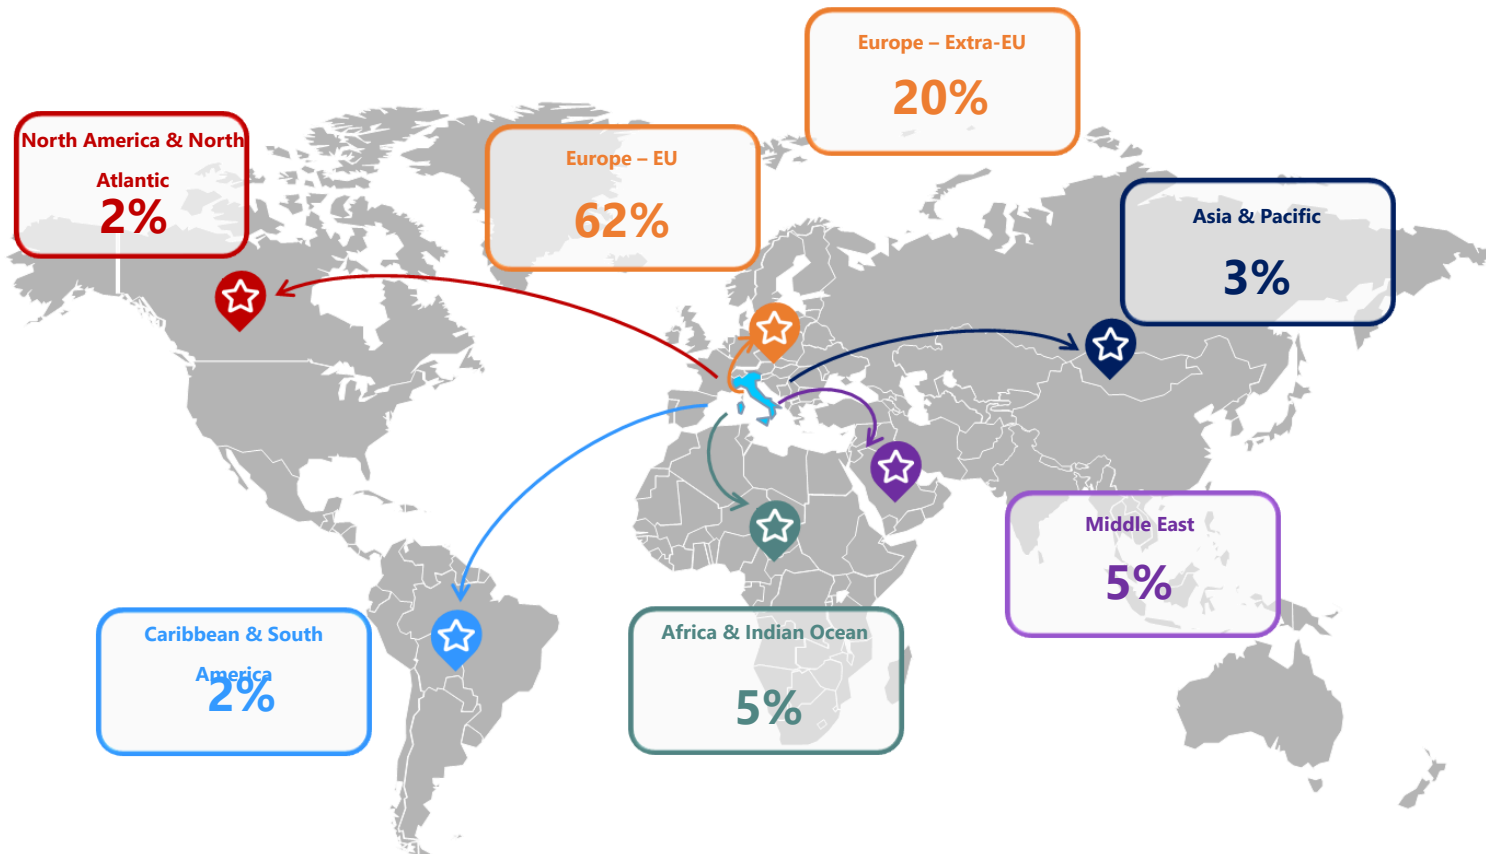 Europe – Extra-EU
20%
North America & North
Atlantic
2%
Europe – EU
62%
Asia & Pacific
3%
Middle East
5%
Caribbean & South
America
2%
Africa & Indian Ocean
5%